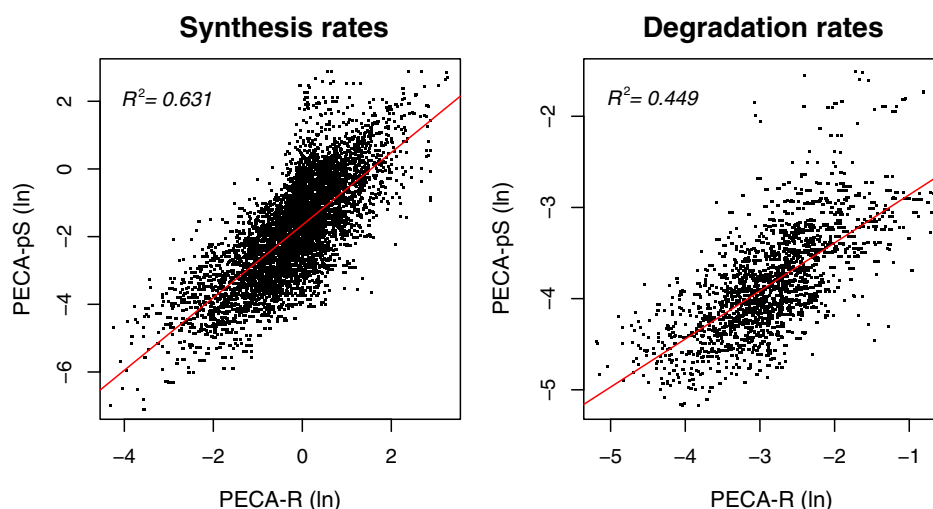 Synthesis rates
R²= 0.631
PECA-pS (ln)
2
0
−2
−4
−6
−4
−2
0
2
PECA-R (ln)
Degradation rates
R²= 0.449
PECA-pS (ln)
−2
−3
−4
−5
−5
−4
−3
−2
−1
PECA-R (ln)